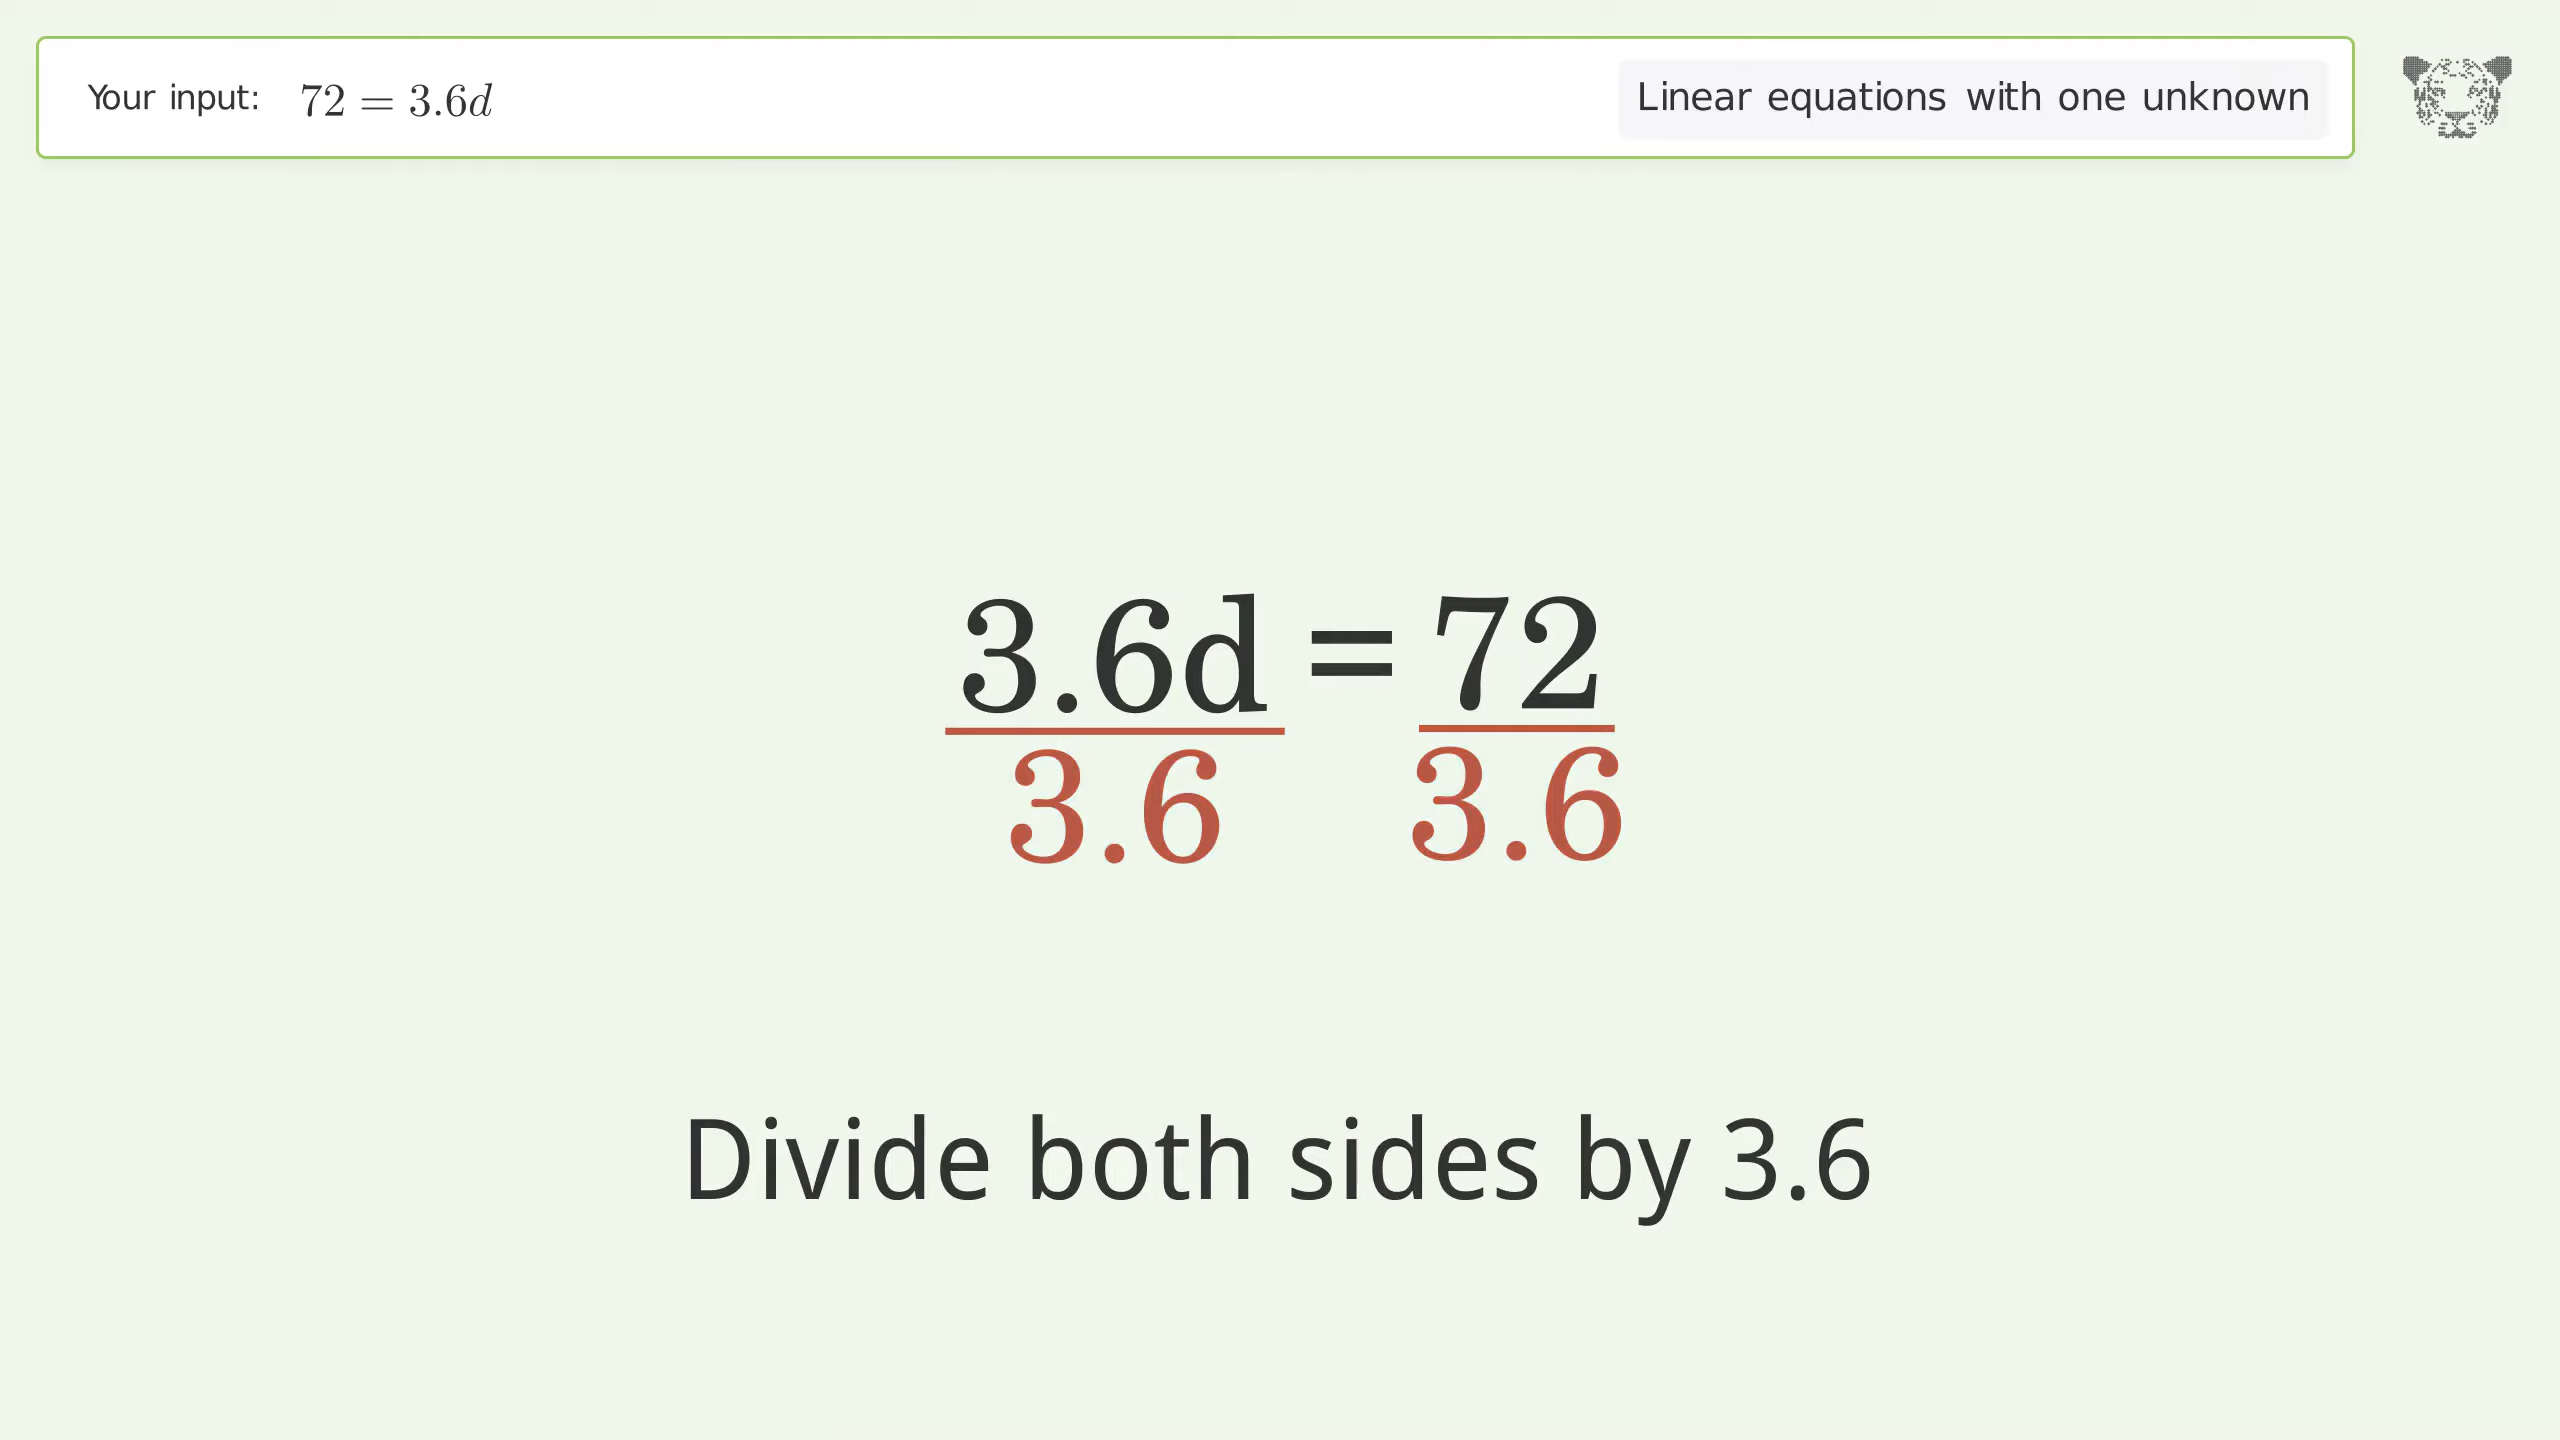 Your input: 72 = 3.6d
Linear equations with one unknown
3.6d = 72
3.6 3.6
Divide both sides by 3.6